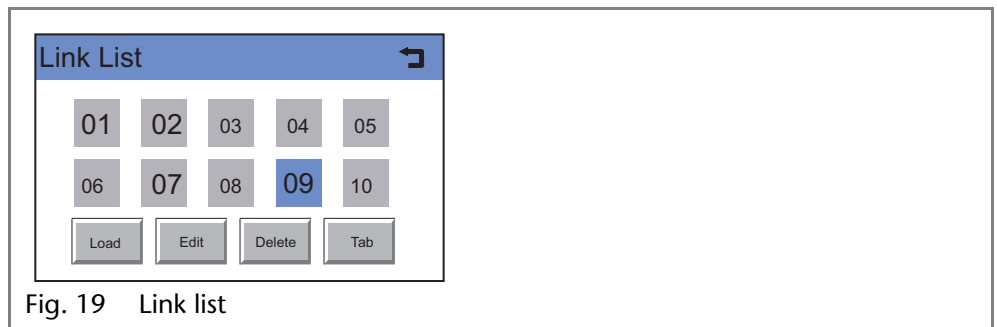 Link List
01 02 03 04 05
06 07 08 09 10
Load Edit Delete Tab
Fig. 19 Link list